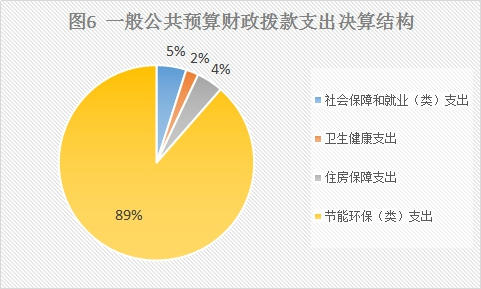 图6 一般公共预算财政拨款支出决算结构
5%
2%
4%
89%
社会保障和就业（类）支出
卫生健康支出
住房保障支出
节能环保（类）支出